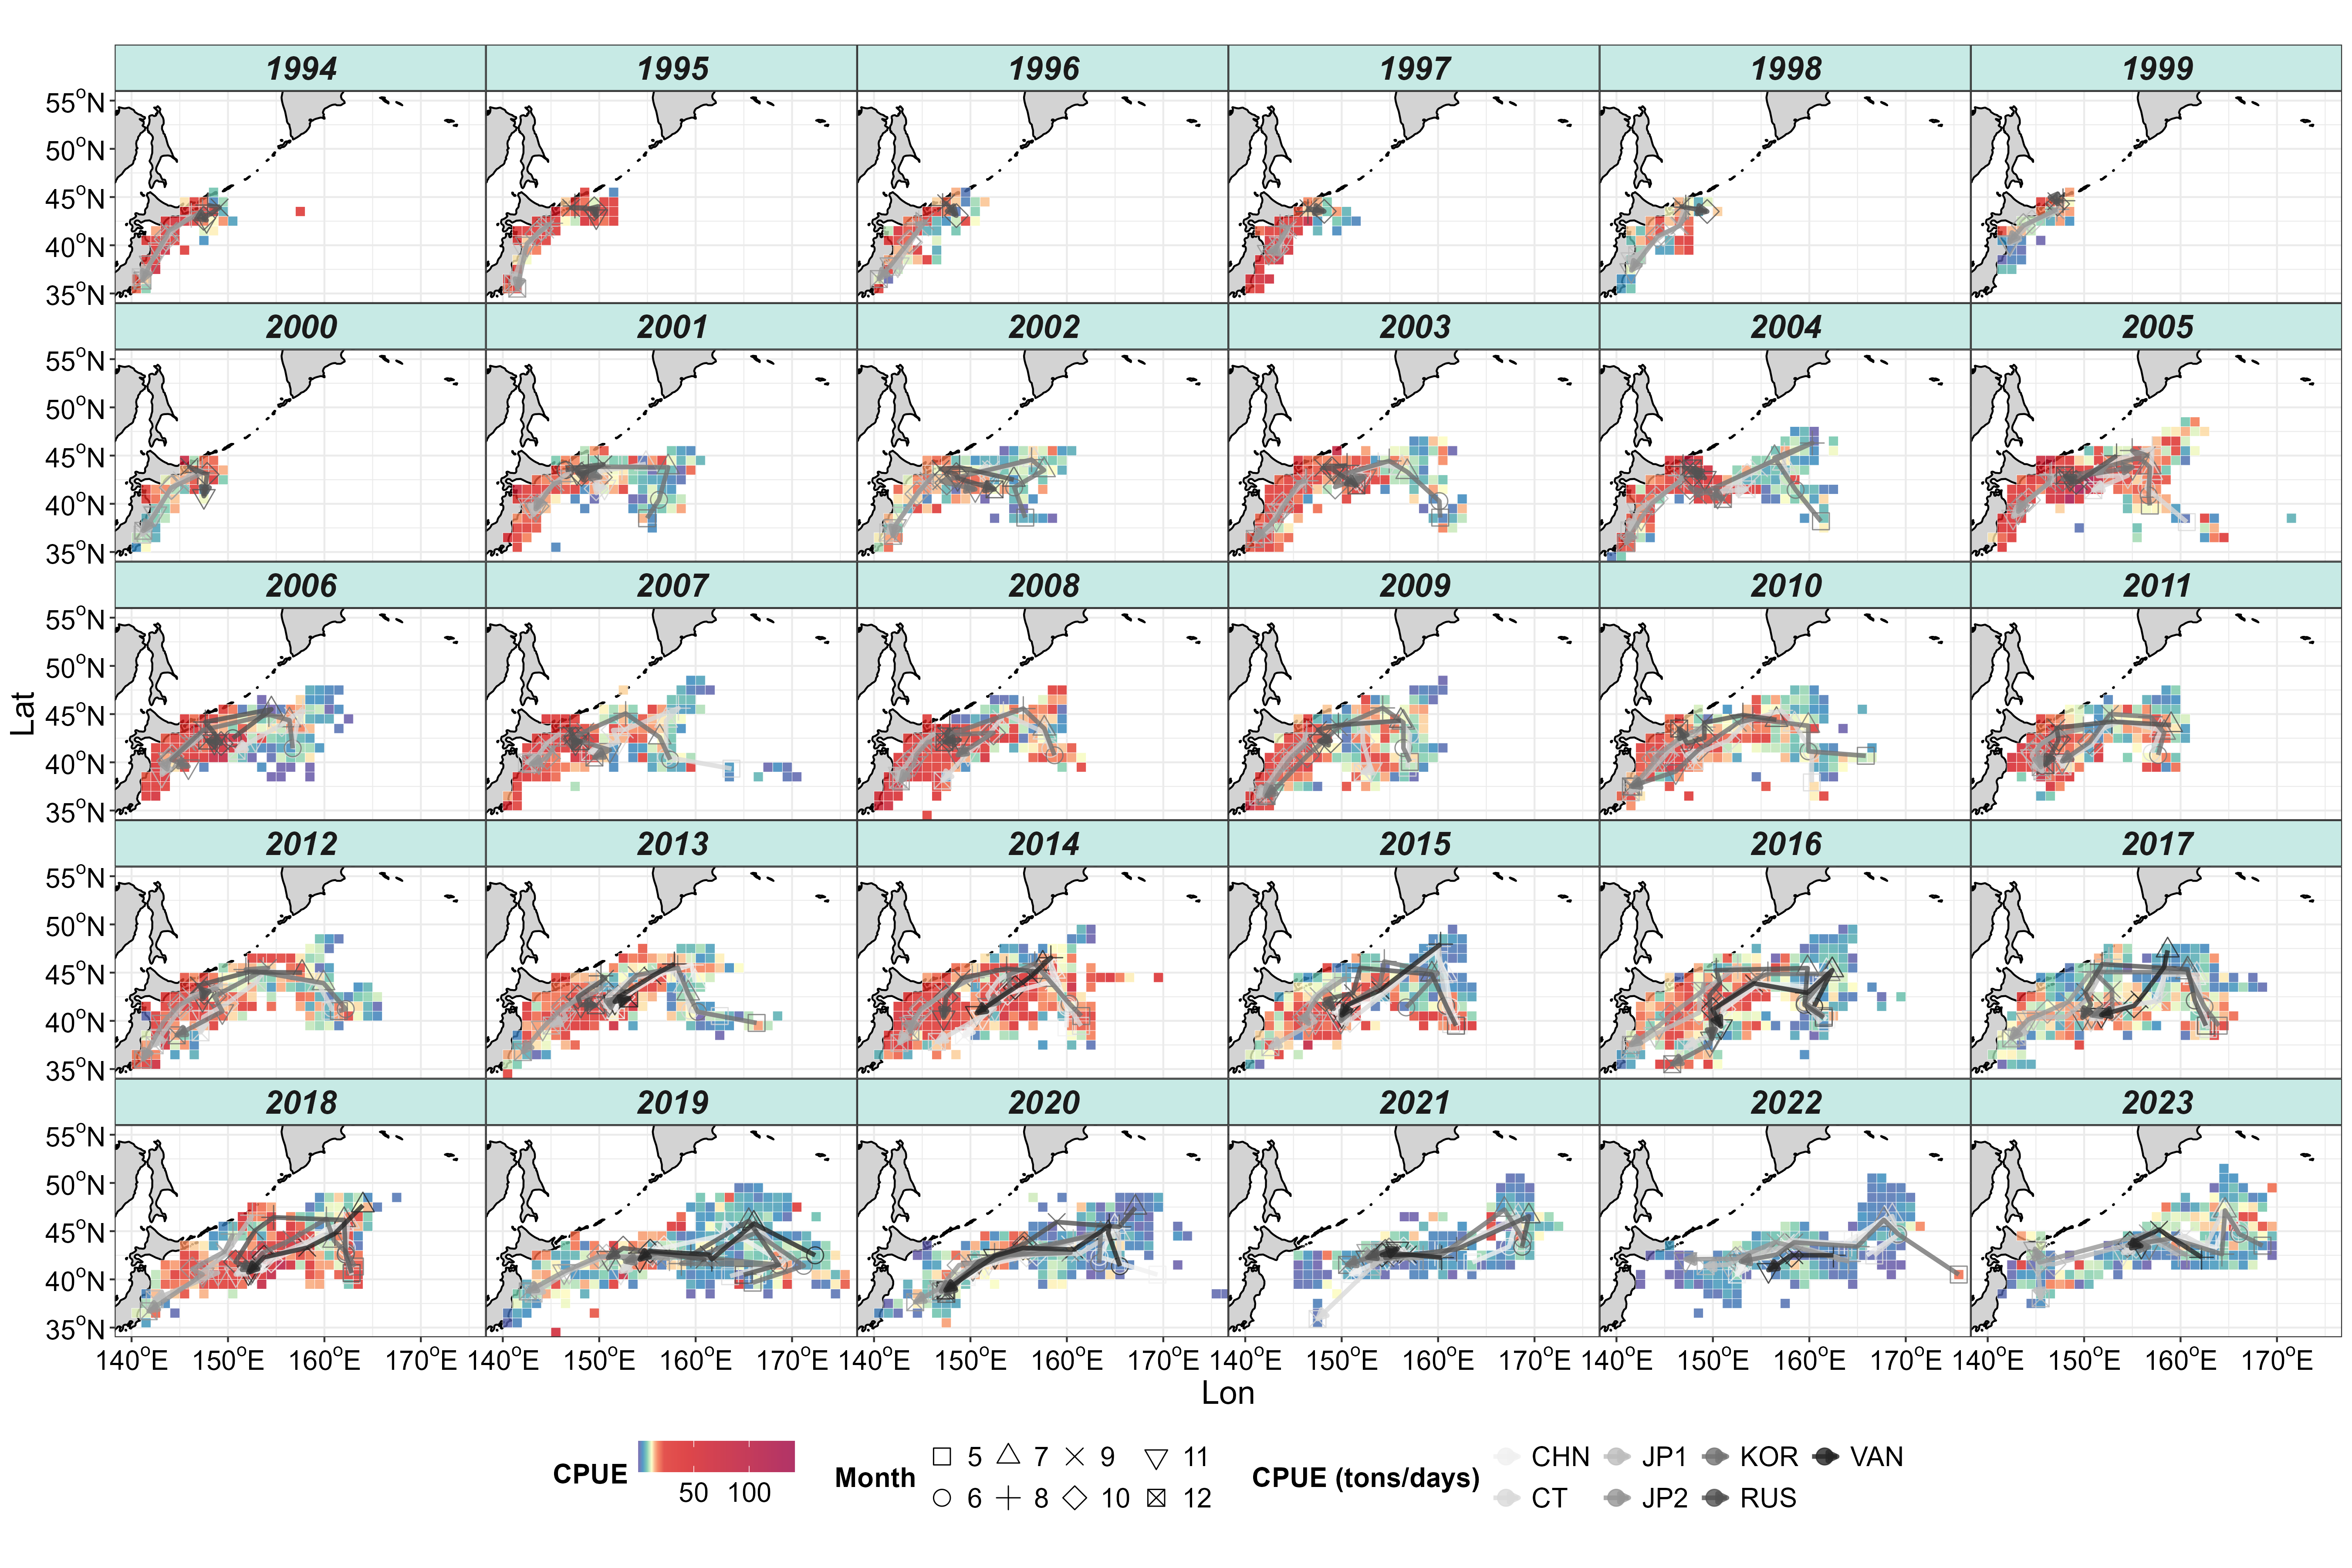 1994 1995 1996 1997 1998 1999
55°N
50°N
45°N
40°N
35°N
2000 2001 2002 2003 2004 2005
55°N
50°N
45°N
40°N
35°N
2006 2007 2008 2009 2010 2011
55°N
50°N
Lat
45°N
40°N
35°N
2012 2013 2014 2015 2016 2017
55°N
50°N
45°N
40°N
35°N
2018 2019 2020 2021 2022 2023
55°N
50°N
45°N
40°N
35°N
140°E 150°E 160°E 170°E 140°E 150°E 160°E 170°E 140°E 150°E 160°E 170°E 140°E 150°E 160°E 170°E 140°E 150°E 160°E 170°E 140°E 150°E 160°E 170°E
Lon
CPUE 50 100
Month 5 7 9 11
6 8 10 12
CPUE (tons/days) CHN JP1 KOR VAN
CT JP2 RUS